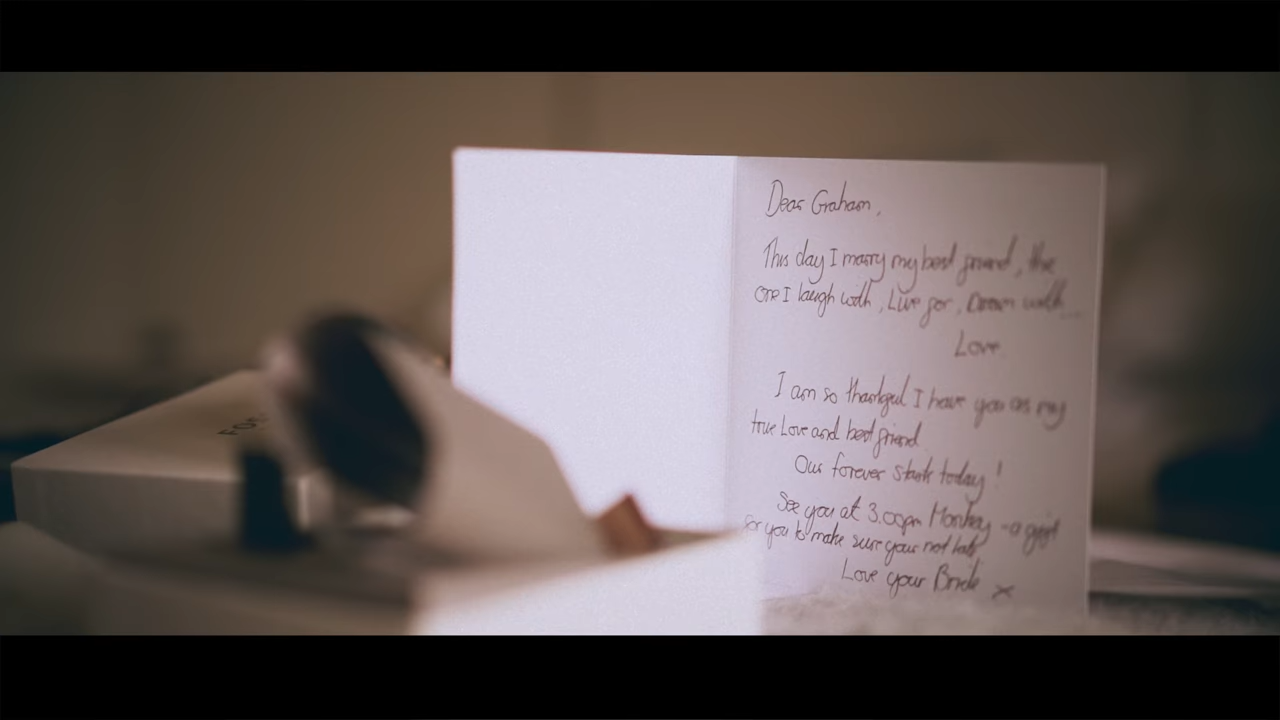 FOR
Dear Graham,
This day I marry my best friend, the
one I laugh with, Live for, Dream with...
Love
I am so thankful I have you as my
true Love and best friend
Our forever starts today!
See you at 3.00pm Monkey - a gift
for you to make sure your not late
Love your Bride x